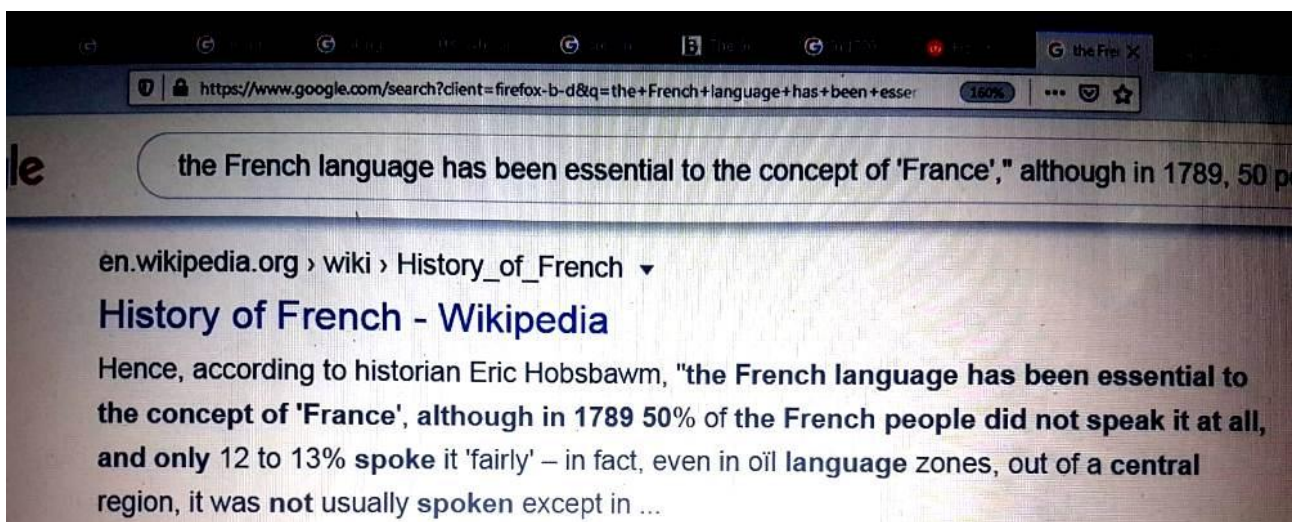 the Fre
https://www.google.com/search?client=firefox-b-d&q=the+French+language+has+been+esser
160%
le
the French language has been essential to the concept of 'France'," although in 1789, 50 p
en.wikipedia.org › wiki › History_of_French
History of French - Wikipedia
Hence, according to historian Eric Hobsbawm, "the French language has been essential to
the concept of 'France', although in 1789 50% of the French people did not speak it at all,
and only 12 to 13% spoke it 'fairly' – in fact, even in oïl language zones, out of a central
region, it was not usually spoken except in ...